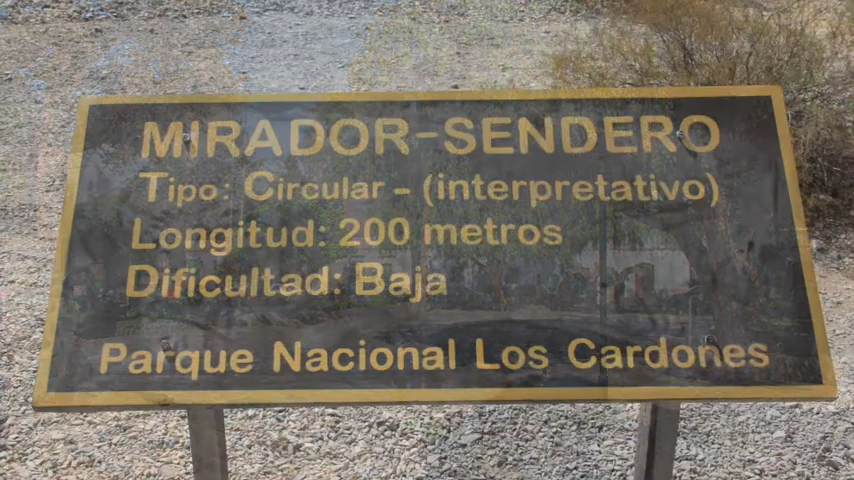 MIRADOR-SENDERO
Tipo: Circular - (interpretativo)
Longitud: 200 metros
Dificultad: Baja
Parque Nacional Los Cardones